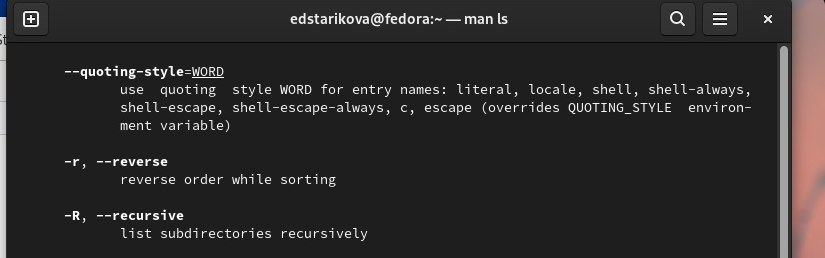 St
edstarikova@fedora:~ — man ls
--quoting-style=WORD
use quoting style WORD for entry names: literal, locale, shell, shell-always,
shell-escape, shell-escape-always, c, escape (overrides QUOTING_STYLE environ-
ment variable)
-r, --reverse
reverse order while sorting
-R, --recursive
list subdirectories recursively